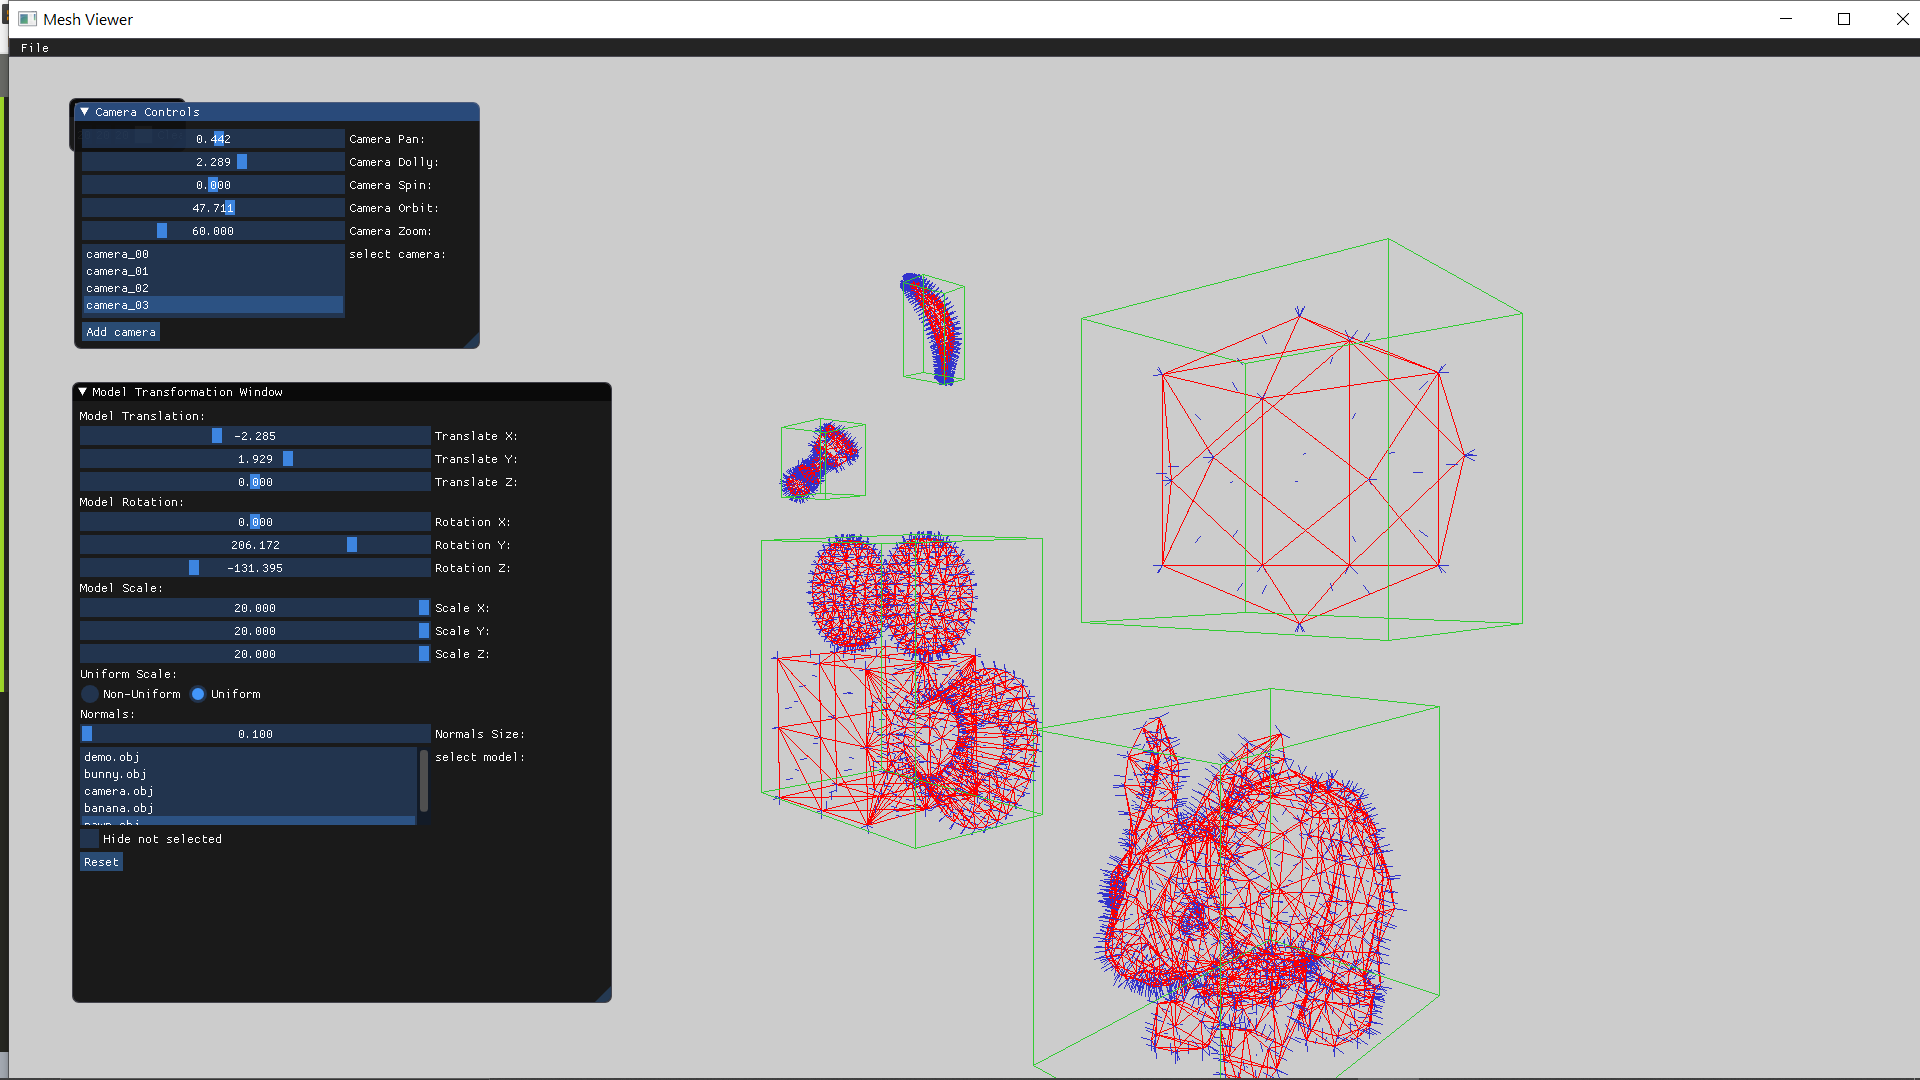 Mesh Viewer
File
Camera Controls
0.442 Camera Pan:
2.289 Camera Dolly:
0.000 Camera Spin:
47.711 Camera Orbit:
60.000 Camera Zoom:
camera_00 select camera:
camera_01
camera_02
camera_03
Add camera
Model Transformation Window
Model Translation:
-2.285 Translate X:
1.929 Translate Y:
0.000 Translate Z:
Model Rotation:
0.000 Rotation X:
206.172 Rotation Y:
-131.395 Rotation Z:
Model Scale:
20.000 Scale X:
20.000 Scale Y:
20.000 Scale Z:
Uniform Scale:
Non-Uniform Uniform
Normals:
0.100 Normals Size:
demo.obj select model:
bunny.obj
camera.obj
banana.obj
pawn.obj
Hide not selected
Reset